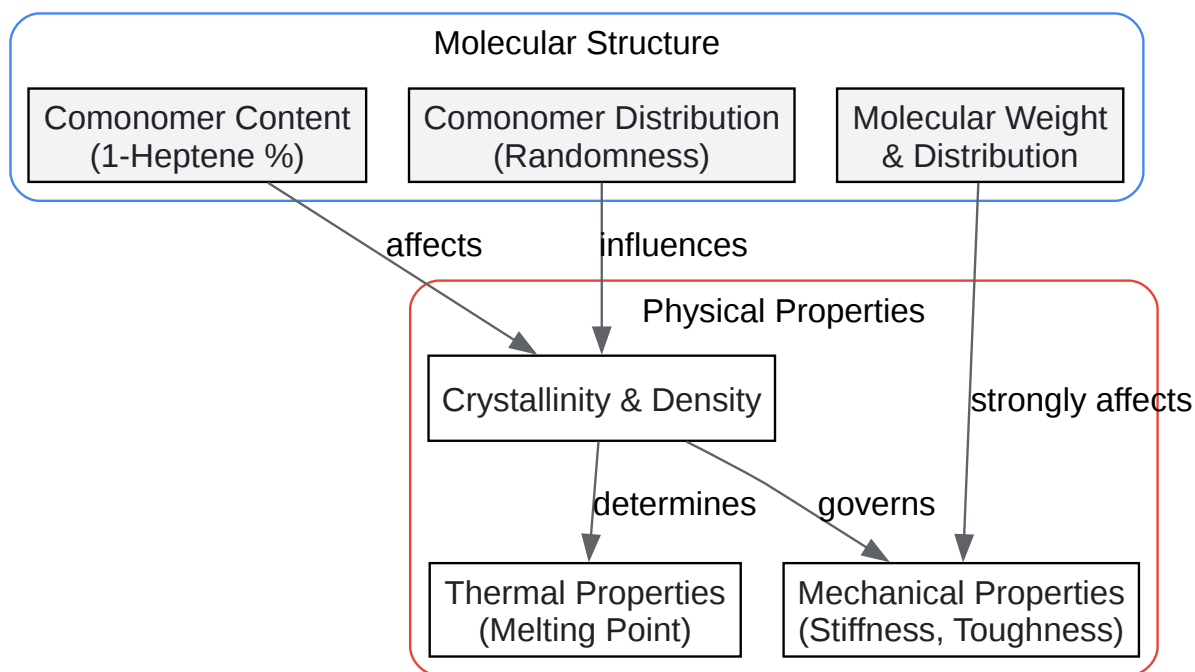 Molecular Structure
Comonomer Content
(1-Heptene %)
Comonomer Distribution
(Randomness)
Molecular Weight
& Distribution
affects
influences
Physical Properties
Crystallinity & Density
strongly affects
determines
governs
Thermal Properties
(Melting Point)
Mechanical Properties
(Stiffness, Toughness)